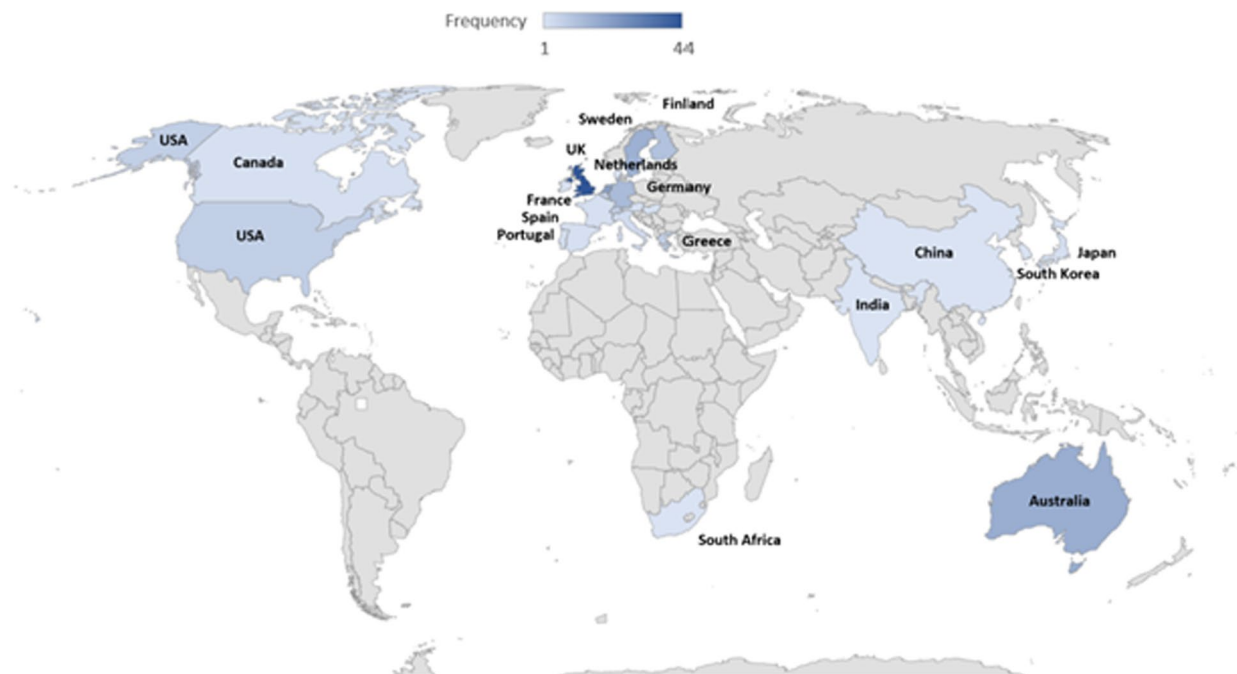 Frequency
1 44
Finland
Sweden
USA
UK
Canada
Netherlands
Germany
France
Spain
Portugal
USA
Greece
China
Japan
South Korea
India
Australia
South Africa